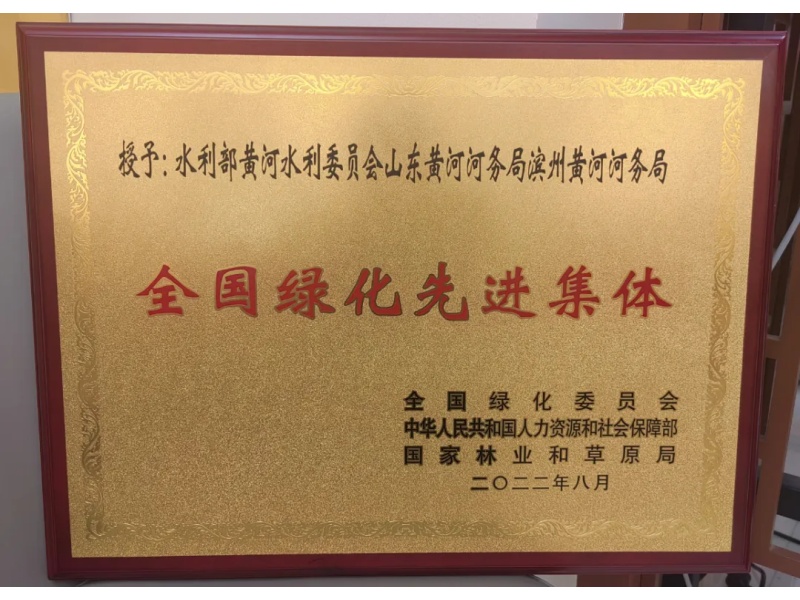 授予：水利部黄河水利委员会山东黄河河务局滨州黄河河务局
全国绿化先进集体
全国绿化委员会
中华人民共和国人力资源和社会保障部
国家林业和草原局
二〇二二年八月